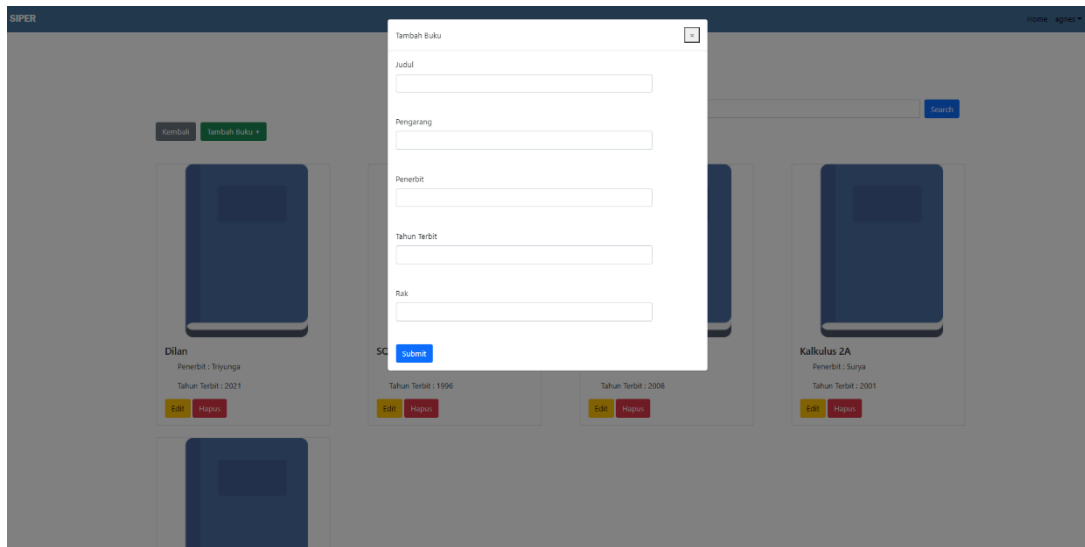 SIPER
Home agnes
Tambah Buku
×
Judul
Search
Pengarang
Kembali
Tambah Buku +
Penerbit
Tahun Terbit
Rak
Submit
Dilan
Penerbit : Triyunga
Tahun Terbit : 2021
Edit Hapus
Tahun Terbit : 1996
Edit Hapus
Tahun Terbit : 2008
Edit Hapus
Kalkulus 2A
Penerbit : Surya
Tahun Terbit : 2001
Edit Hapus